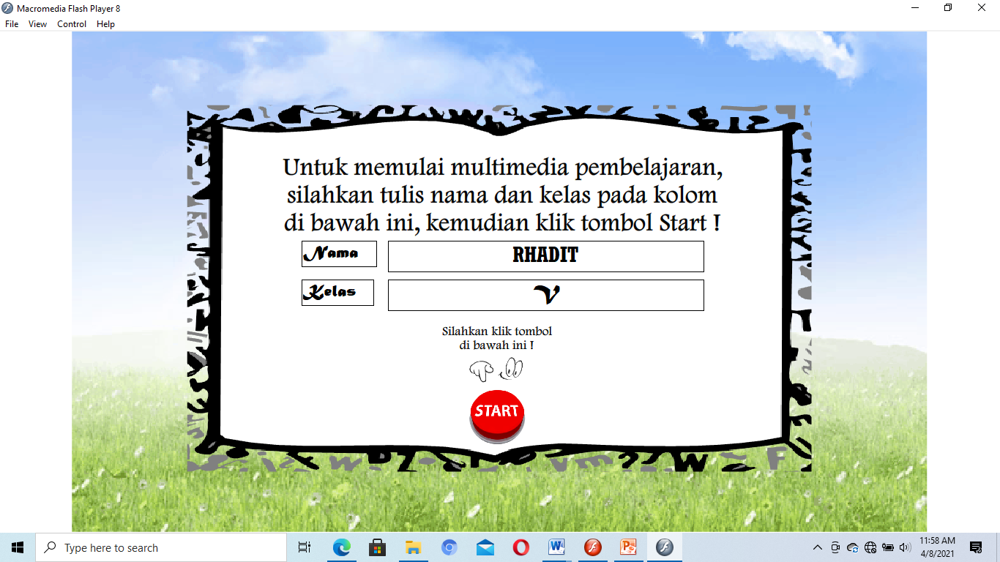 Macromedia Flash Player 8
File View Control Help
Untuk memulai multimedia pembelajaran,
silahkan tulis nama dan kelas pada kolom
di bawah ini, kemudian klik tombol Start !
Nama RHADIT
Kelas V
Silahkan klik tombol
di bawah ini !
START
Type here to search
11:58 AM
4/8/2021